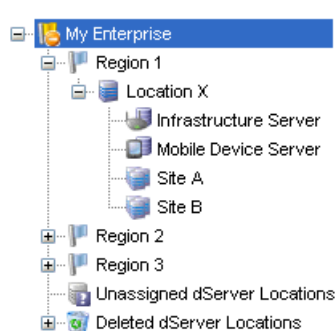 My Enterprise
Region 1
Location X
Infrastructure Server
Mobile Device Server
Site A
Site B
Region 2
Region 3
Unassigned dServer Locations
Deleted dServer Locations